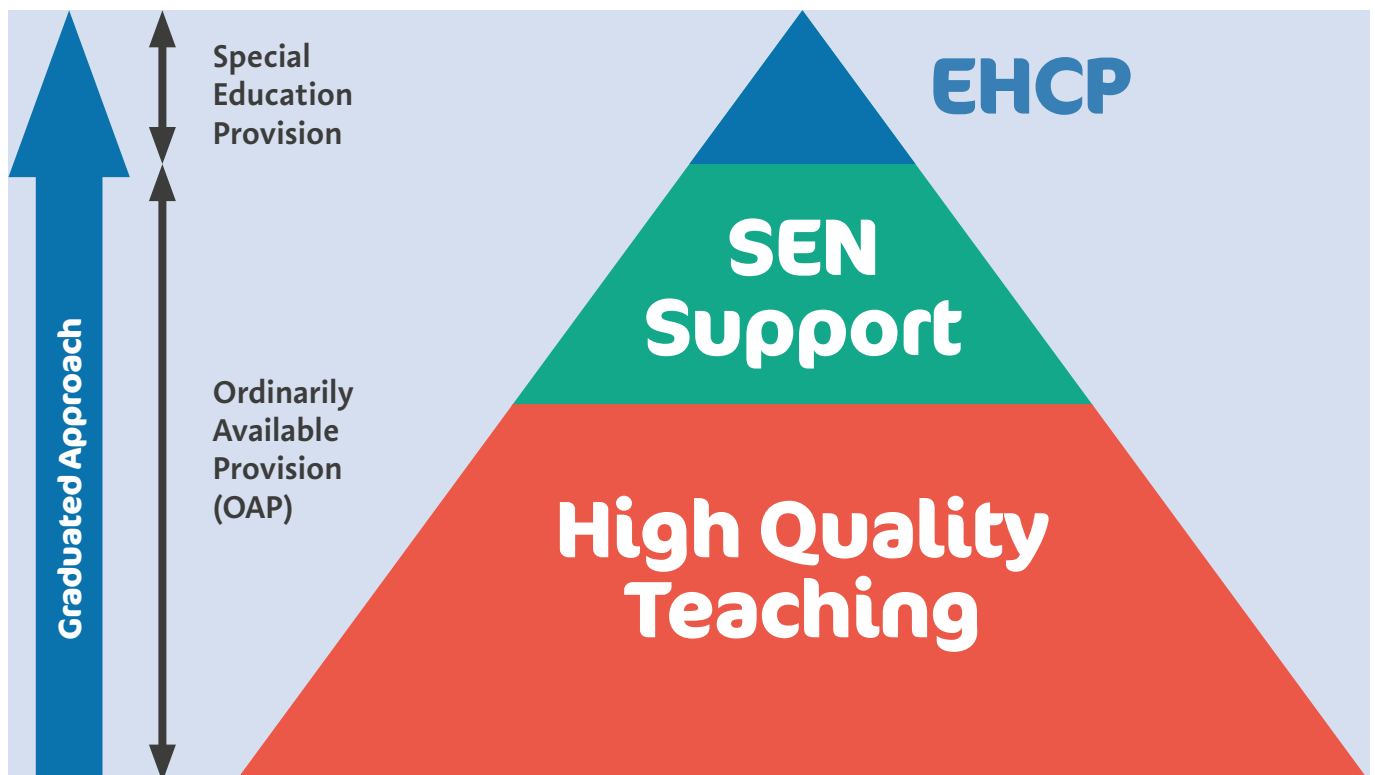 Graduated Approach
Special
Education
Provision
Ordinarily
Available
Provision
(OAP)
EHCP
SEN
Support
High Quality
Teaching